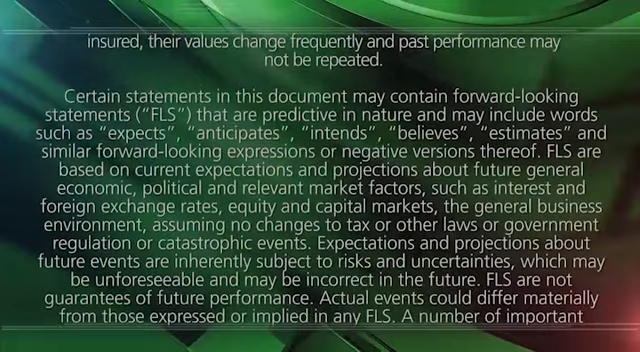 insured, their values change frequently and past performance may
not be repeated.
Certain statements in this document may contain forward-looking
statements (“FLS”) that are predictive in nature and may include words
such as “expects”, “anticipates”, “intends”, “believes”, “estimates” and
similar forward-looking expressions or negative versions thereof. FLS are
based on current expectations and projections about future general
economic, political and relevant market factors, such as interest and
foreign exchange rates, equity and capital markets, the general business
environment, assuming no changes to tax or other laws or government
regulation or catastrophic events. Expectations and projections about
future events are inherently subject to risks and uncertainties, which may
be unforeseeable and may be incorrect in the future. FLS are not
guarantees of future performance. Actual events could differ materially
from those expressed or implied in any FLS. A number of important